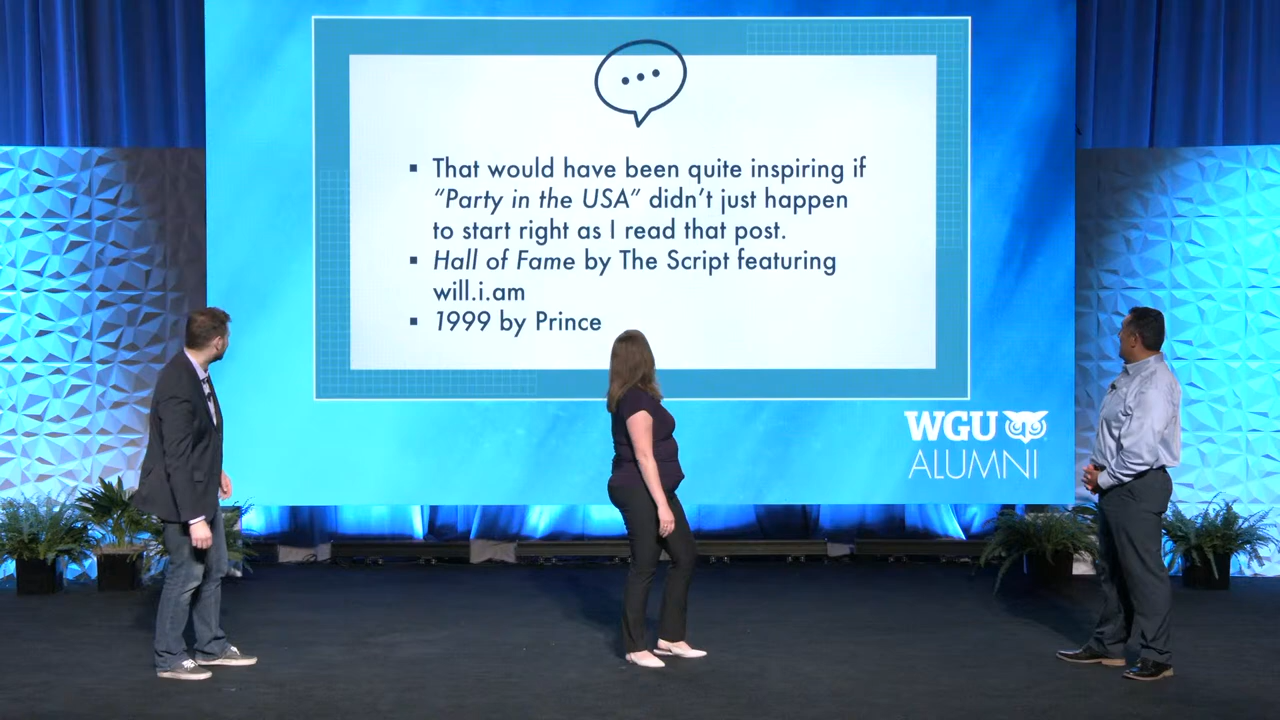 ▪ That would have been quite inspiring if
“Party in the USA” didn’t just happen
to start right as I read that post.
▪ Hall of Fame by The Script featuring
will.i.am
▪ 1999 by Prince
WGU
ALUMNI